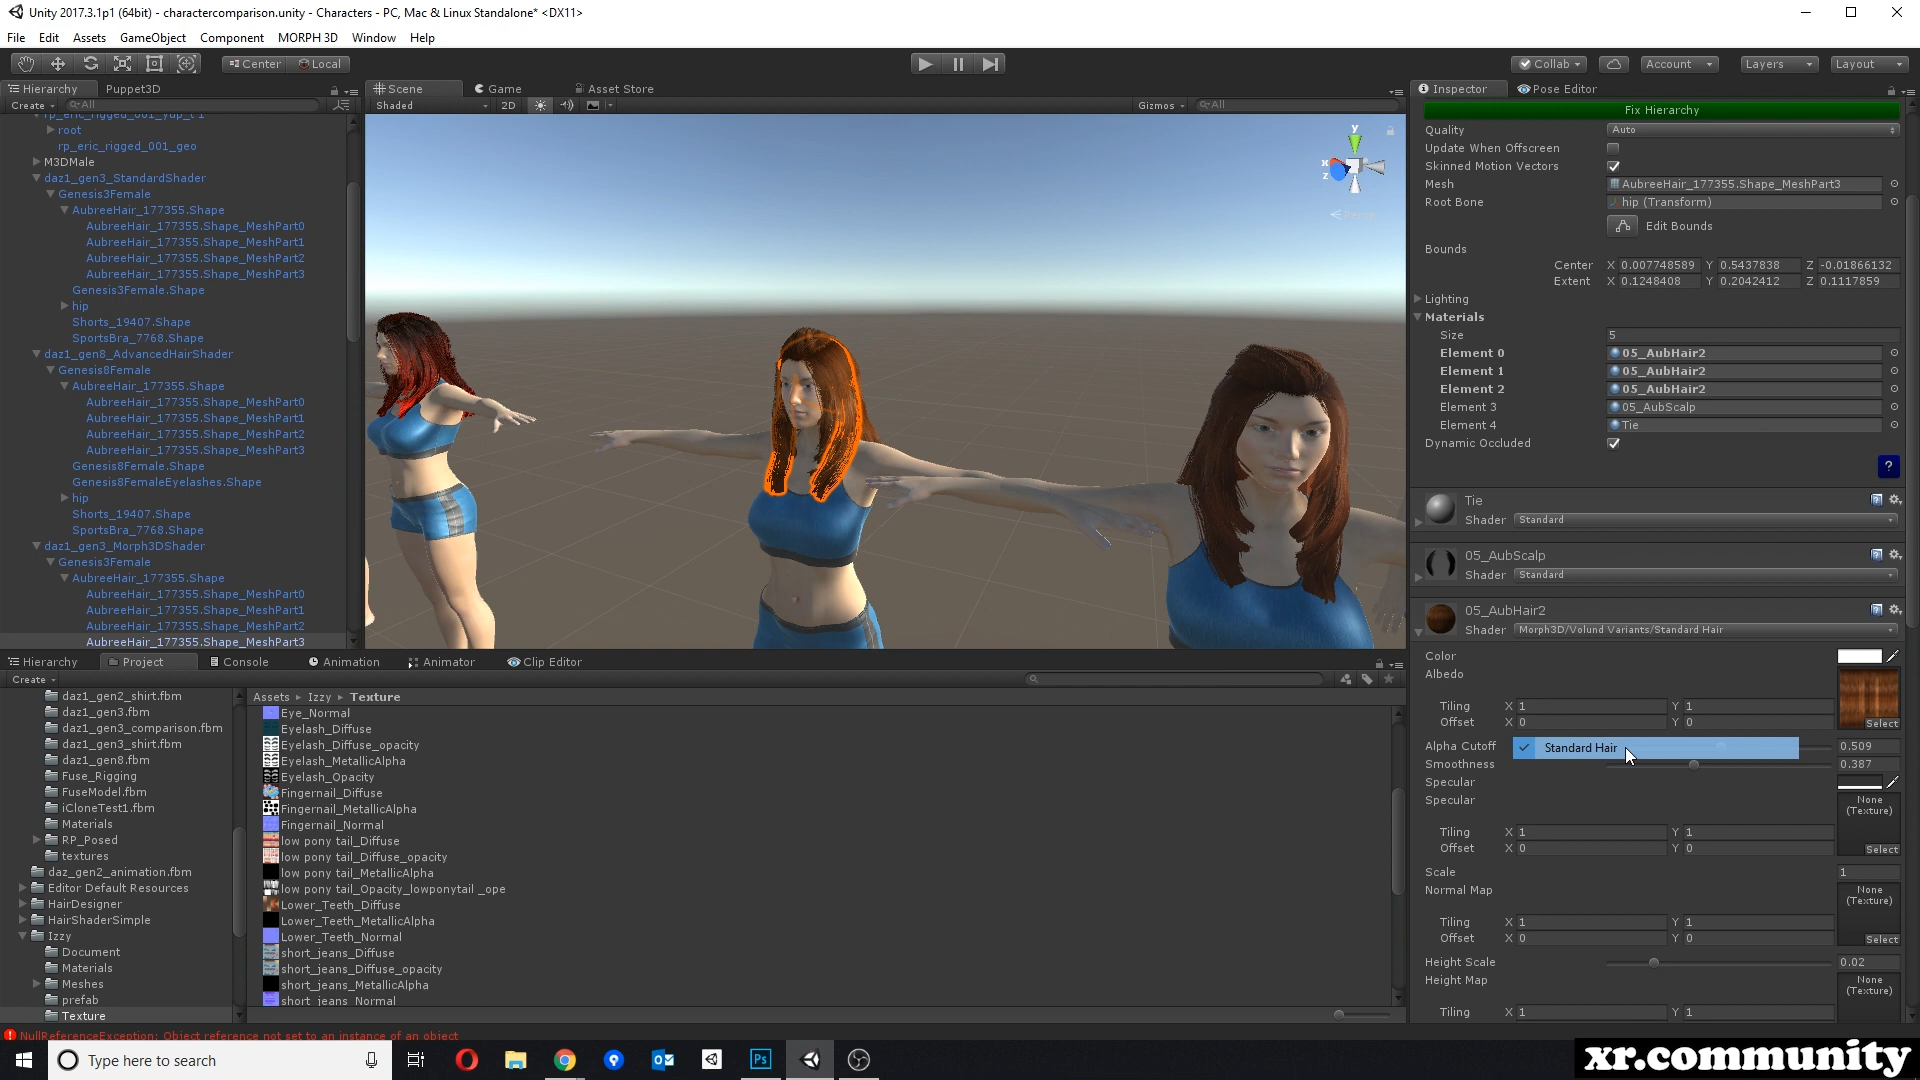 Unity 2017.3.1p1 (64bit) - charactercomparison.unity - Characters - PC, Mac & Linux Standalone* <DX11>
File Edit Assets GameObject Component MORPH 3D Window Help
Center Local
Collab Account Layers Layout
Hierarchy Puppet3D
Create All
rp_eric_rigged_001_yup_t 1
root
rp_eric_rigged_001_geo
M3DMale
daz1_gen3_StandardShader
Genesis3Female
AubreeHair_177355.Shape
AubreeHair_177355.Shape_MeshPart0
AubreeHair_177355.Shape_MeshPart1
AubreeHair_177355.Shape_MeshPart2
AubreeHair_177355.Shape_MeshPart3
Genesis3Female.Shape
hip
Shorts_19407.Shape
SportsBra_7768.Shape
daz1_gen8_AdvancedHairShader
Genesis8Female
AubreeHair_177355.Shape
AubreeHair_177355.Shape_MeshPart0
AubreeHair_177355.Shape_MeshPart1
AubreeHair_177355.Shape_MeshPart2
AubreeHair_177355.Shape_MeshPart3
Genesis8Female.Shape
Genesis8FemaleEyelashes.Shape
hip
Shorts_19407.Shape
SportsBra_7768.Shape
daz1_gen3_Morph3DShader
Genesis3Female
AubreeHair_177355.Shape
AubreeHair_177355.Shape_MeshPart0
AubreeHair_177355.Shape_MeshPart1
AubreeHair_177355.Shape_MeshPart2
AubreeHair_177355.Shape_MeshPart3
Scene Game Asset Store
Shaded 2D Gizmos All
y
x
z
Persp
Inspector Pose Editor
Fix Hierarchy
Quality Auto
Update When Offscreen
Skinned Motion Vectors
Mesh AubreeHair_177355.Shape_MeshPart3
Root Bone hip (Transform)
Edit Bounds
Bounds
Center X 0.007748589 Y 0.5437838 Z -0.01866132
Extent X 0.1248408 Y 0.2042412 Z 0.1117859
Lighting
Materials
Size 5
Element 0 05_AubHair2
Element 1 05_AubHair2
Element 2 05_AubHair2
Element 3 05_AubScalp
Element 4 Tie
Dynamic Occluded
?
Tie
Shader Standard
05_AubScalp
Shader Standard
05_AubHair2
Shader Morph3D/Volund Variants/Standard Hair
Color
Albedo
Tiling X 1 Y 1
Offset X 0 Y 0
Select
Alpha Cutoff 0.509
Standard Hair
Smoothness 0.387
Specular
Specular
None (Texture)
Tiling X 1 Y 1
Offset X 0 Y 0
Select
Scale 1
Normal Map
None (Texture)
Tiling X 1 Y 1
Offset X 0 Y 0
Select
Height Scale 0.02
Height Map
None (Texture)
Tiling X 1 Y 1
Hierarchy Project Console Animation Animator Clip Editor
Create
daz1_gen2_shirt.fbm
daz1_gen3.fbm
daz1_gen3_comparison.fbm
daz1_gen3_shirt.fbm
daz1_gen8.fbm
Fuse_Rigging
FuseModel.fbm
iCloneTest1.fbm
Materials
RP_Posed
textures
daz_gen2_animation.fbm
Editor Default Resources
HairDesigner
HairShaderSimple
Izzy
Document
Materials
Meshes
prefab
Texture
Assets Izzy Texture
Eye_Normal
Eyelash_Diffuse
Eyelash_Diffuse_opacity
Eyelash_MetallicAlpha
Eyelash_Opacity
Fingernail_Diffuse
Fingernail_MetallicAlpha
Fingernail_Normal
low pony tail_Diffuse
low pony tail_Diffuse_opacity
low pony tail_MetallicAlpha
low pony tail_Opacity_lowponytail _ope
Lower_Teeth_Diffuse
Lower_Teeth_MetallicAlpha
Lower_Teeth_Normal
short_jeans_Diffuse
short_jeans_Diffuse_opacity
short_jeans_MetallicAlpha
short_jeans_Normal
NullReferenceException: Object reference not set to an instance of an object
Type here to search
Ps
xr.community